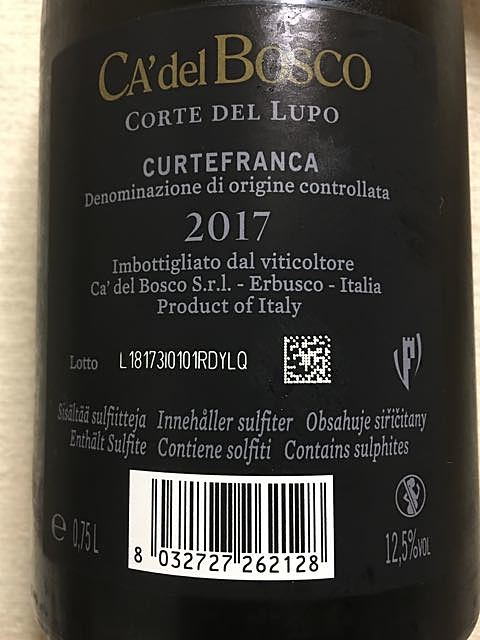 CA'del BOSCO
CORTE DEL LUPO
CURTEFRANCA
Denominazione di origine controllata
2017
Imbottigliato dal viticoltore
Ca' del Bosco S.r.l. - Erbusco - Italia
Product of Italy
Lotto L18173I0101RDYLQ
Sisältää sulfiitteja Innehåller sulfiter Obsahuje siřičitany
Enthält Sulfite Contiene solfiti Contains sulphites
e 0,75 L
8 032727 262128
12,5%VOL